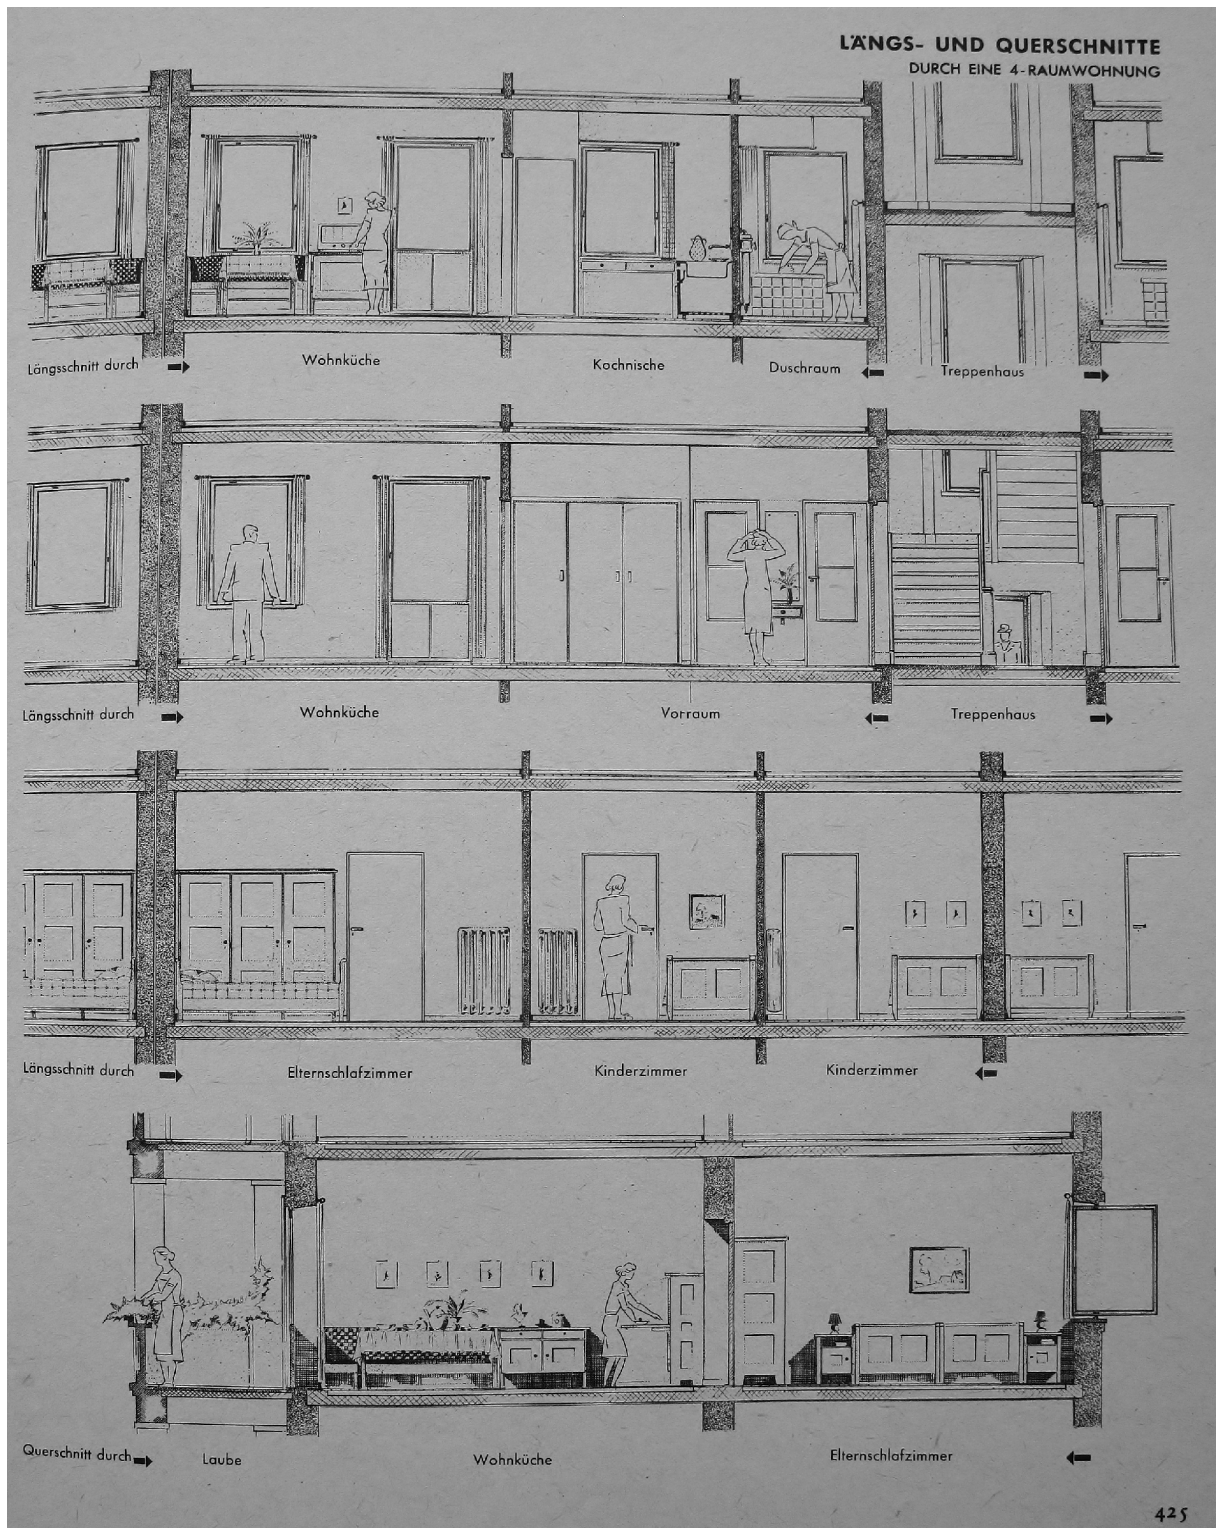 LÄNGS- UND QUERSCHNITTE
DURCH EINE 4-RAUMWOHNUNG
Längsschnitt durch Wohnküche Kochnische Duschraum Treppenhaus
Längsschnitt durch Wohnküche Vorraum Treppenhaus
Längsschnitt durch Elternschlafzimmer Kinderzimmer Kinderzimmer
Querschnitt durch Laube Wohnküche Elternschlafzimmer
425